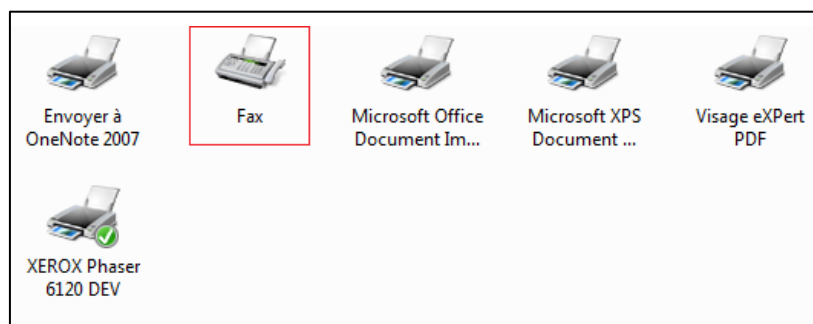 Envoyer à
OneNote 2007
Fax
Microsoft Office
Document Im...
Microsoft XPS
Document ...
Visage eXPert
PDF
XEROX Phaser
6120 DEV